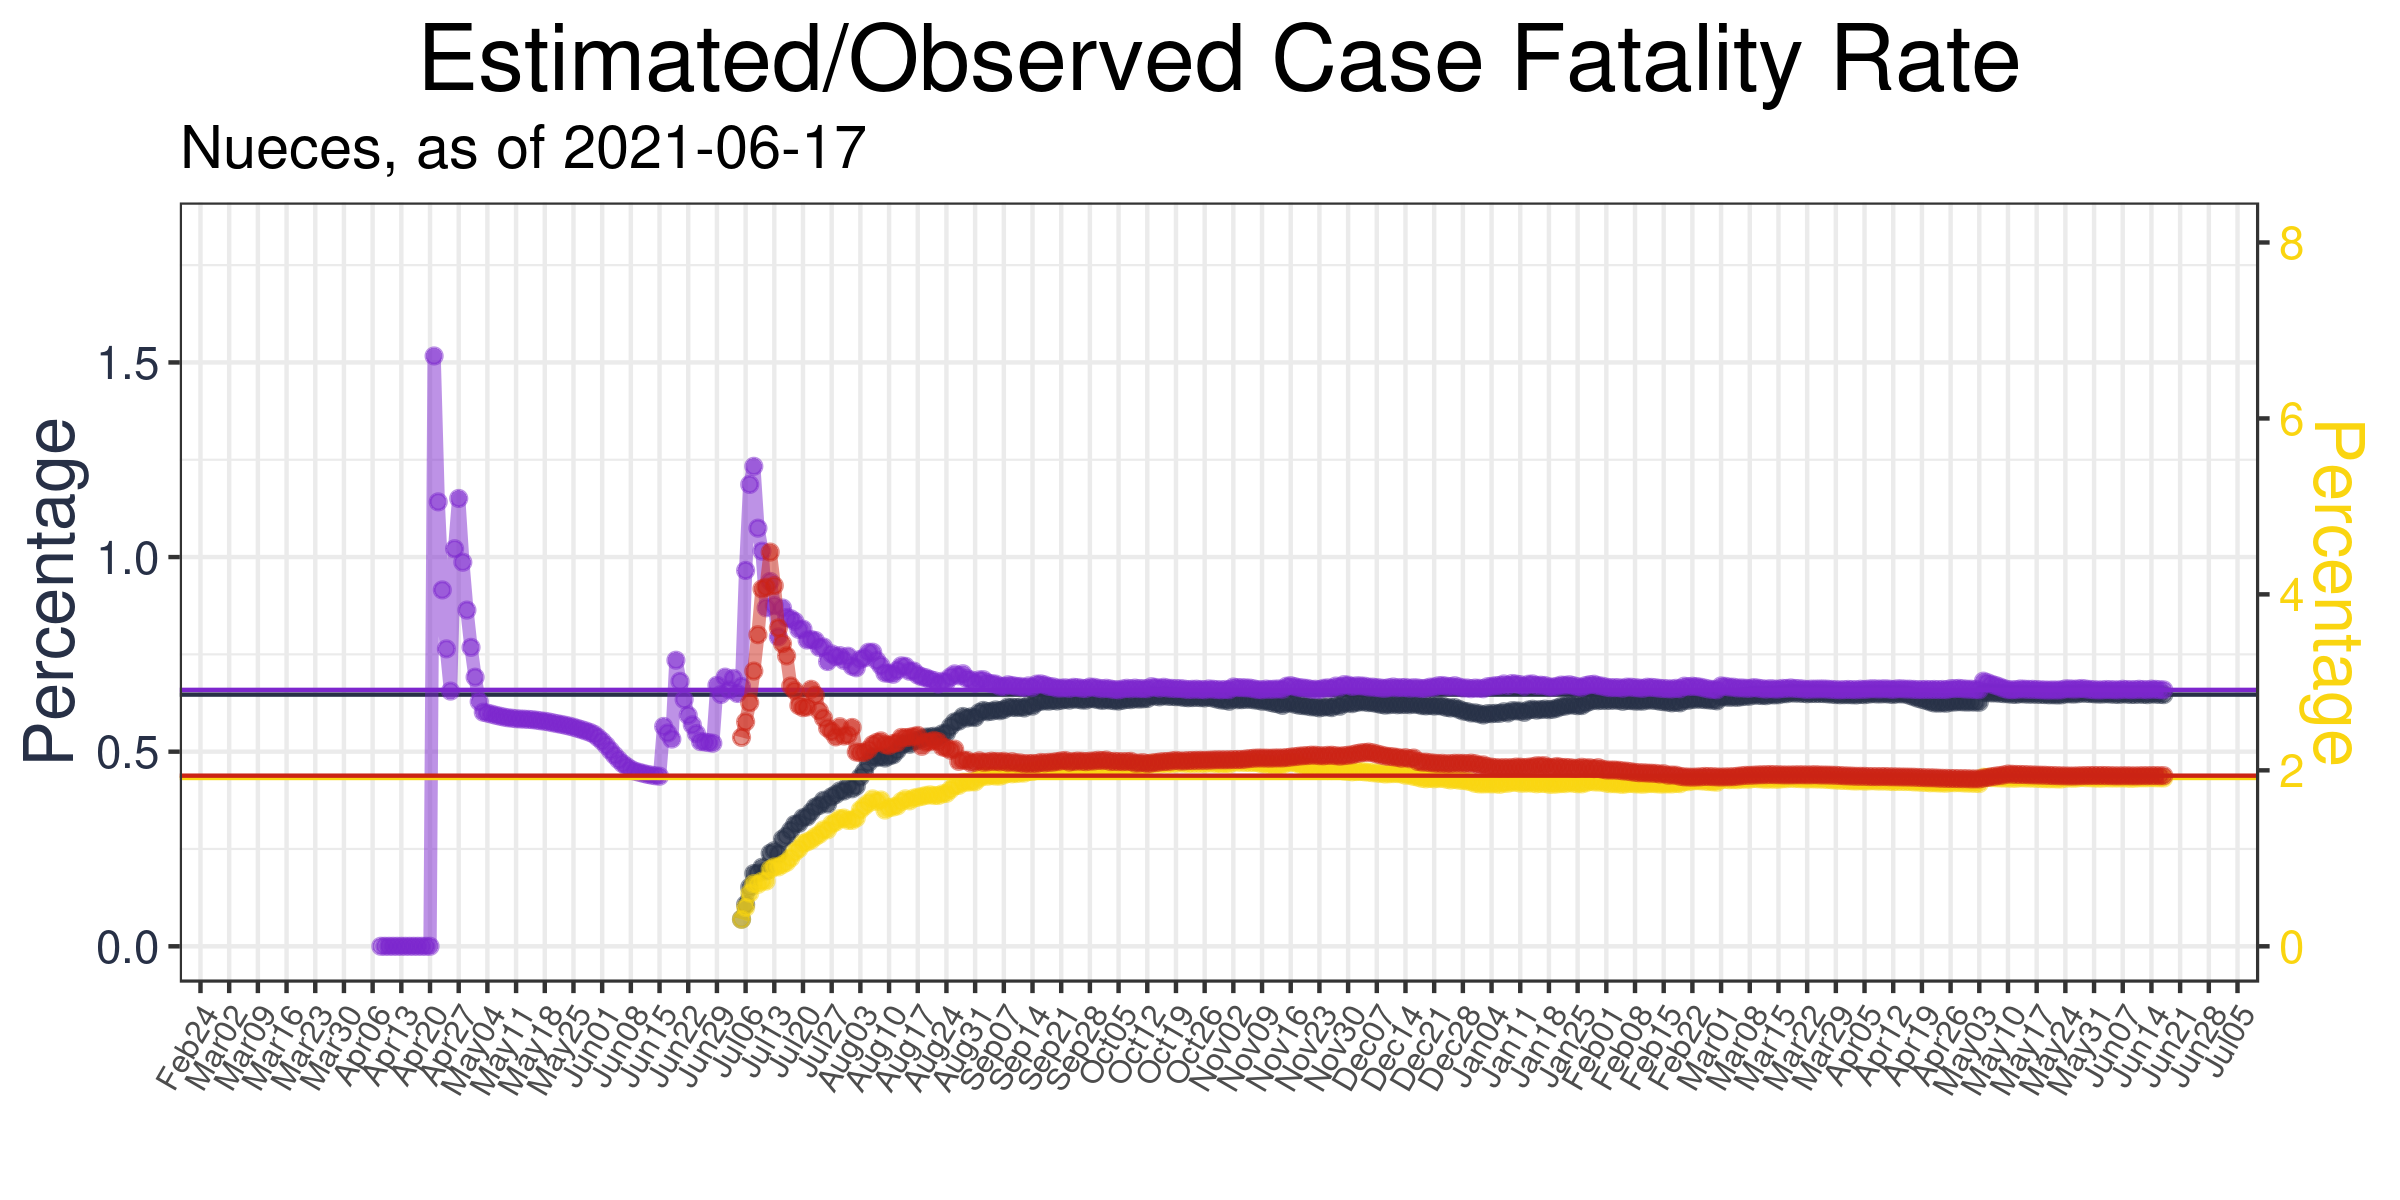 Estimated/Observed Case Fatality Rate
Nueces, as of 2021-06-17
Percentage
1.5
1.0
0.5
0.0
8
6
4
2
0
Percentage
Feb24 Mar02 Mar09 Mar16 Mar23 Mar30 Apr06 Apr13 Apr20 Apr27 May04 May11 May18 May25 Jun01 Jun08 Jun15 Jun22 Jun29 Jul06 Jul13 Jul20 Jul27 Aug03 Aug10 Aug17 Aug24 Aug31 Sep07 Sep14 Sep21 Sep28 Oct05 Oct12 Oct19 Oct26 Nov02 Nov09 Nov16 Nov23 Nov30 Dec07 Dec14 Dec21 Dec28 Jan04 Jan11 Jan18 Jan25 Feb01 Feb08 Feb15 Feb22 Mar01 Mar08 Mar15 Mar22 Mar29 Apr05 Apr12 Apr19 Apr26 May03 May10 May17 May24 May31 Jun07 Jun14 Jun21 Jun28 Jul05